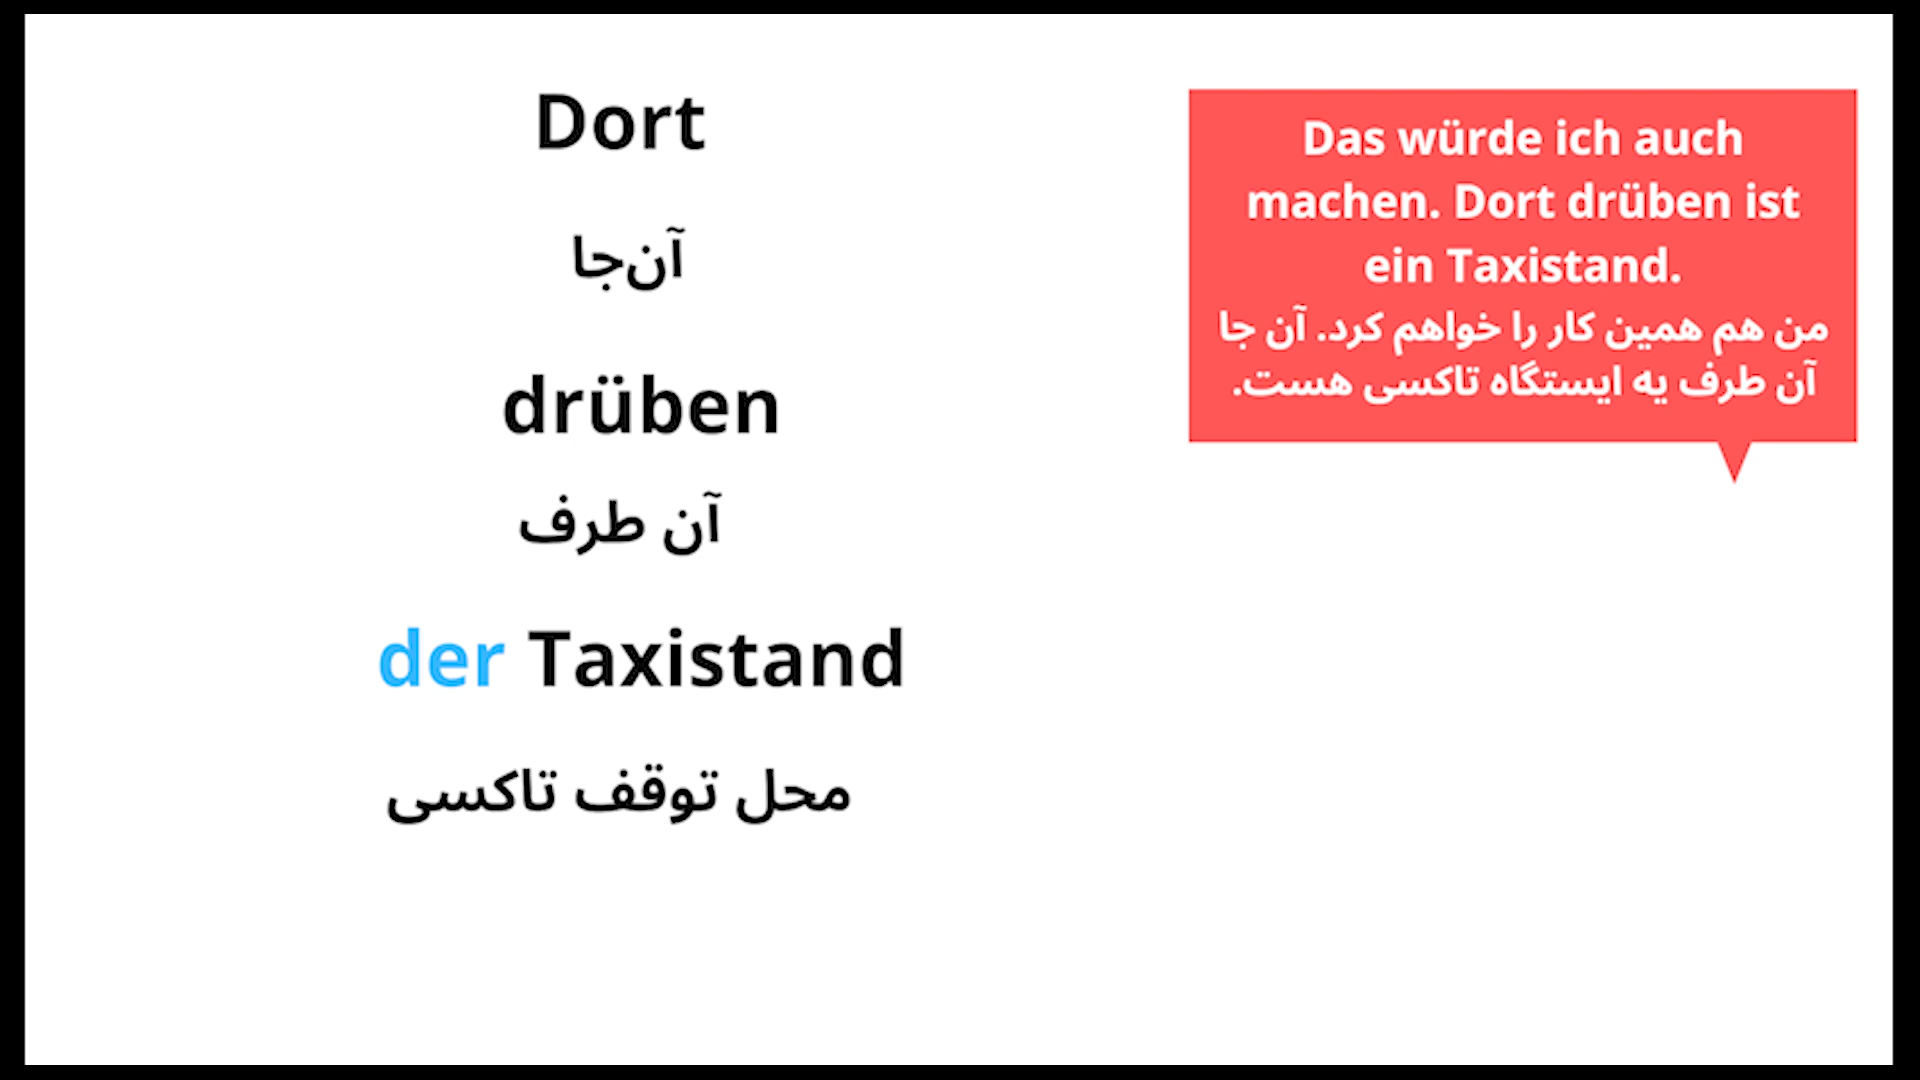 Dort
آن‌جا
drüben
آن طرف
der Taxistand
محل توقف تاکسی
Das würde ich auch
machen. Dort drüben ist
ein Taxistand.
من هم همین کار را خواهم کرد. آن جا
آن طرف یه ایستگاه تاکسی هست.